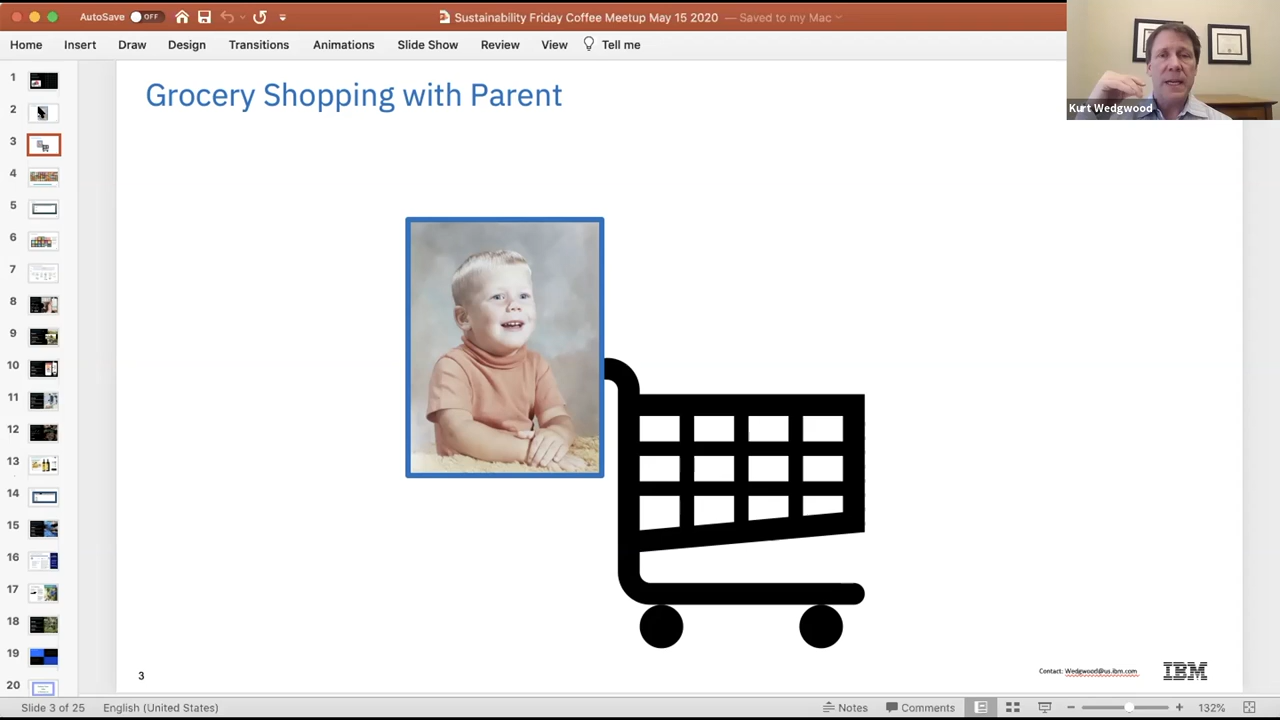 AutoSave OFF
Sustainability Friday Coffee Meetup May 15 2020 — Saved to my Mac
Home Insert Draw Design Transitions Animations Slide Show Review View Tell me
Kurt Wedgwood
Grocery Shopping with Parent
1
2
3
4
5
6
7
8
9
10
11
12
13
14
15
16
17
18
19
20
3
Contact: Wedgwood@us.ibm.com
IBM
Slide 3 of 25 English (United States) Notes Comments 132%